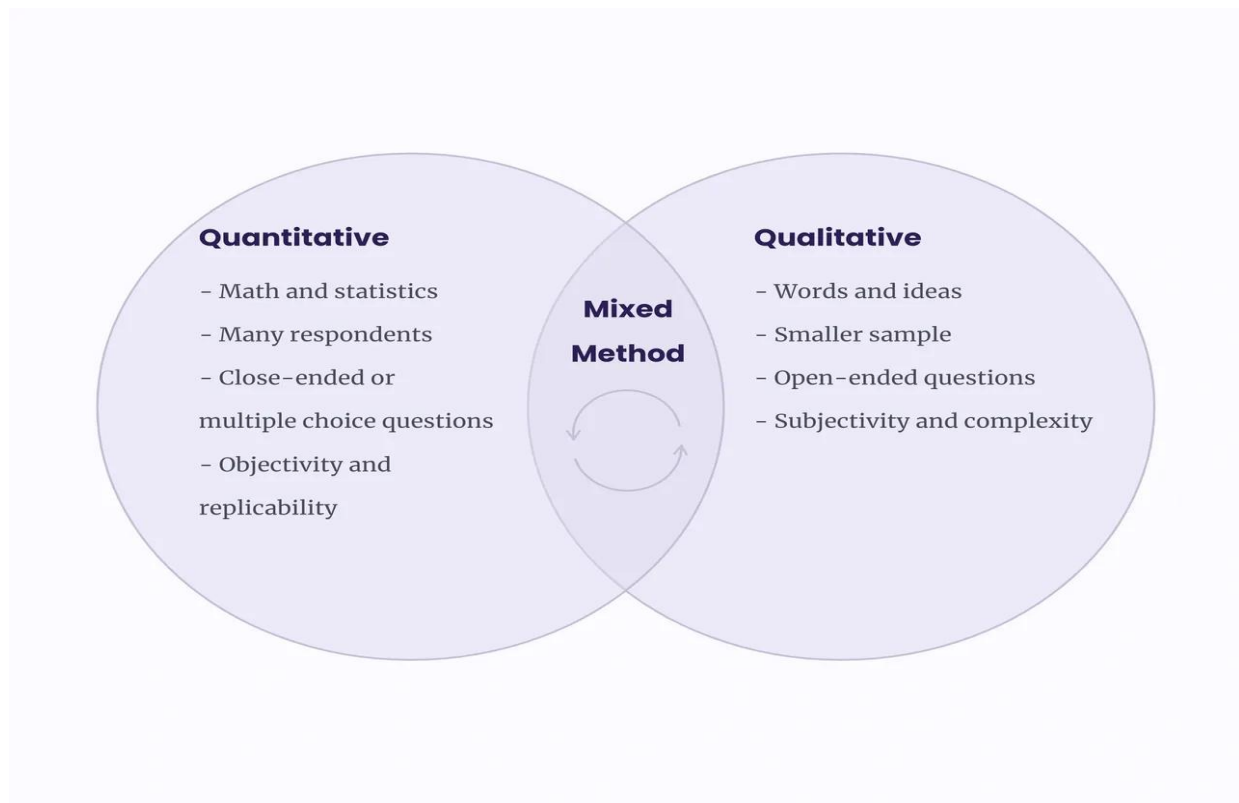 Quantitative
- Math and statistics
- Many respondents
- Close-ended or
multiple choice questions
- Objectivity and
replicability
Mixed
Method
Qualitative
- Words and ideas
- Smaller sample
- Open-ended questions
- Subjectivity and complexity